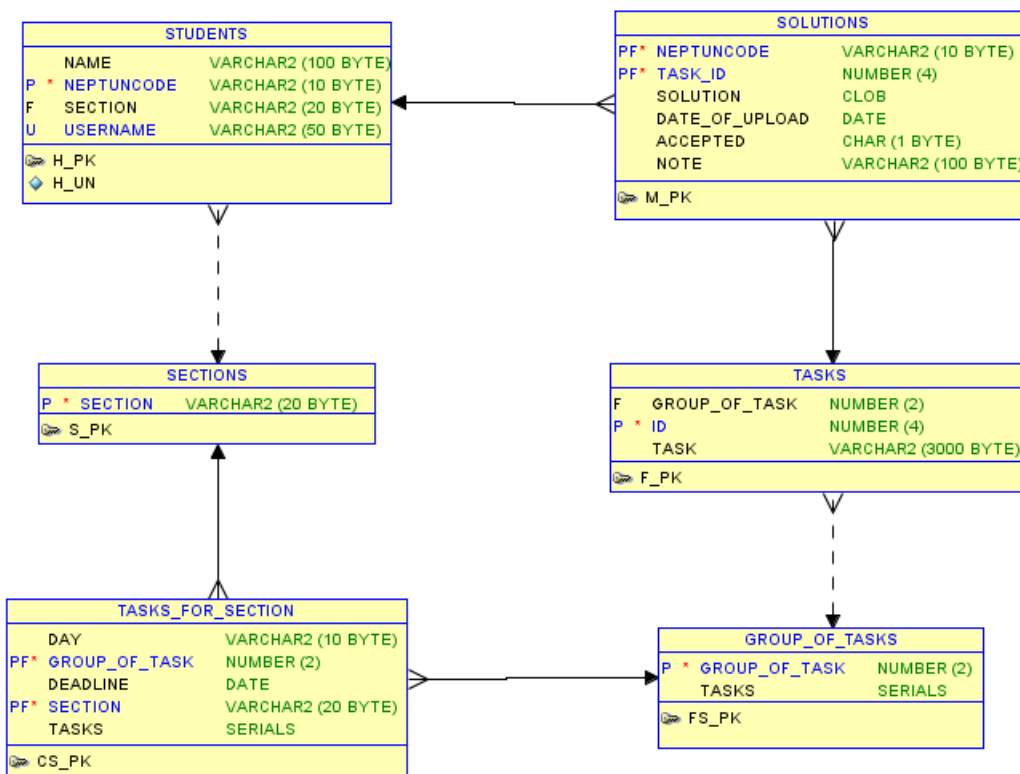 STUDENTS
NAME VARCHAR2 (100 BYTE)
P * NEPTUNCODE VARCHAR2 (10 BYTE)
F SECTION VARCHAR2 (20 BYTE)
U USERNAME VARCHAR2 (50 BYTE)
H_PK
H_UN
SOLUTIONS
PF* NEPTUNCODE VARCHAR2 (10 BYTE)
PF* TASK_ID NUMBER (4)
SOLUTION CLOB
DATE_OF_UPLOAD DATE
ACCEPTED CHAR (1 BYTE)
NOTE VARCHAR2 (100 BYTE)
M_PK
SECTIONS
P * SECTION VARCHAR2 (20 BYTE)
S_PK
TASKS
F GROUP_OF_TASK NUMBER (2)
P * ID NUMBER (4)
TASK VARCHAR2 (3000 BYTE)
F_PK
TASKS_FOR_SECTION
DAY VARCHAR2 (10 BYTE)
PF* GROUP_OF_TASK NUMBER (2)
DEADLINE DATE
PF* SECTION VARCHAR2 (20 BYTE)
TASKS SERIALS
CS_PK
GROUP_OF_TASKS
P * GROUP_OF_TASK NUMBER (2)
TASKS SERIALS
FS_PK